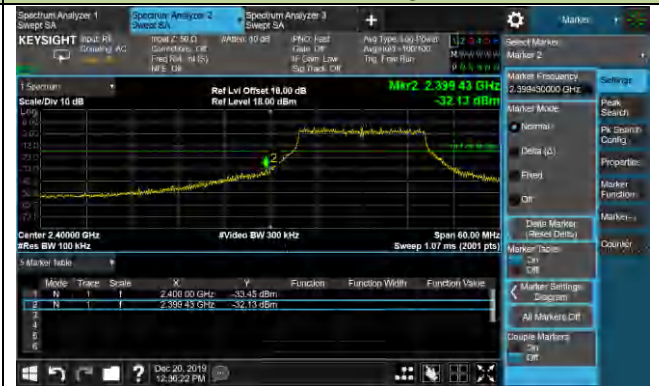 Spectrum Analyzer 1
Swept SA
Spectrum Analyzer 2
Swept SA
Spectrum Analyzer 3
Swept SA
+
Marker
KEYSIGHT
Input: RF
Coupling: AC
Input Z: 50 Ω
Corrections: Off
Freq Ref: Int (S)
NFE: Off
#Atten: 10 dB
PNO: Fast
Gate: Off
IF Gain: Low
Sig Track: Off
Avg Type: Log-Power
Avg|Hold: >100/100
Trig: Free Run
Select Marker
Marker 2
1 Spectrum
Scale/Div 10 dB
Ref Lvl Offset 18.00 dB
Ref Level 18.00 dBm
Mkr2 2.399 43 GHz
-32.13 dBm
Log
2
Center 2.40000 GHz
#Res BW 100 kHz
#Video BW 300 kHz
Span 60.00 MHz
Sweep 1.07 ms (2001 pts)
5 Marker Table
Mode Trace Scale X Y Function Function Width Function Value
1 N 1 f 2.400 00 GHz -33.45 dBm
2 N 1 f 2.399 43 GHz -32.13 dBm
3
4
5
6
Marker Frequency
2.399430000 GHz
Marker Mode
Normal
Delta (Δ)
Fixed
Off
Delta Marker
(Reset Delta)
Marker Table
On
Off
Marker Settings
Diagram
All Markers Off
Couple Markers
On
Off
Settings
Peak
Search
Pk Search
Config
Properties
Marker
Function
Marker→
Counter
?
Dec 20, 2019
12:36:22 PM